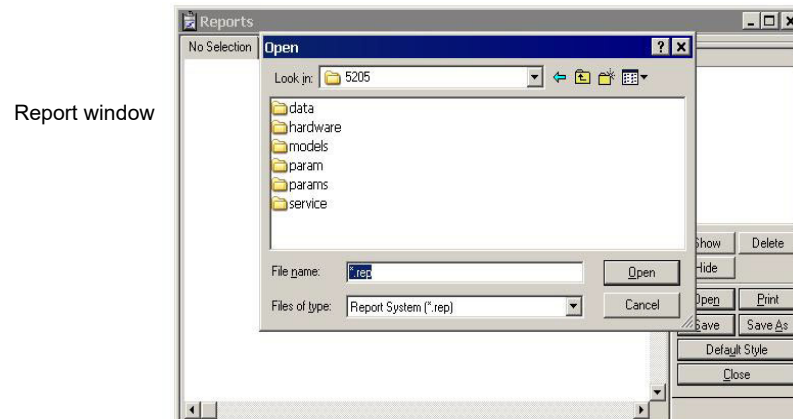 Reports
No Selection
Open
Look in: 5205
data
hardware
models
param
params
service
Report window
File name: *.rep
Open
Files of type: Report System (*.rep)
Cancel
Show
Delete
Hide
Open
Print
Save
Save As
Default Style
Close